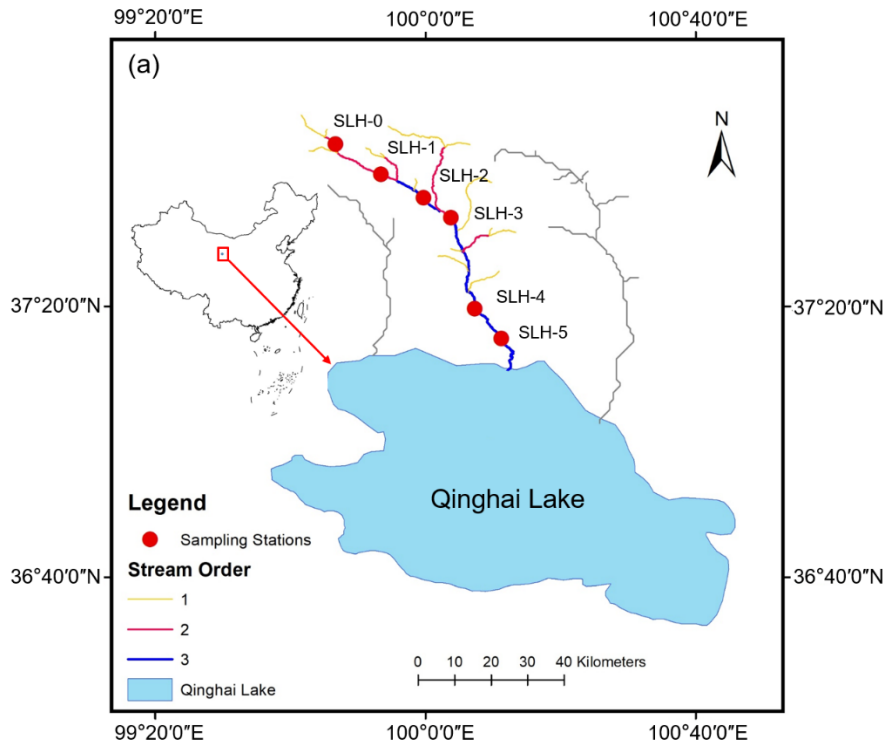 99°20′0″E 100°0′0″E 100°40′0″E
(a)
N
SLH-0
SLH-1
SLH-2
SLH-3
SLH-4
SLH-5
37°20′0″N 37°20′0″N
Qinghai Lake
Legend
Sampling Stations
Stream Order
1
2
3
Qinghai Lake
0 10 20 30 40 Kilometers
36°40′0″N 36°40′0″N
99°20′0″E 100°0′0″E 100°40′0″E